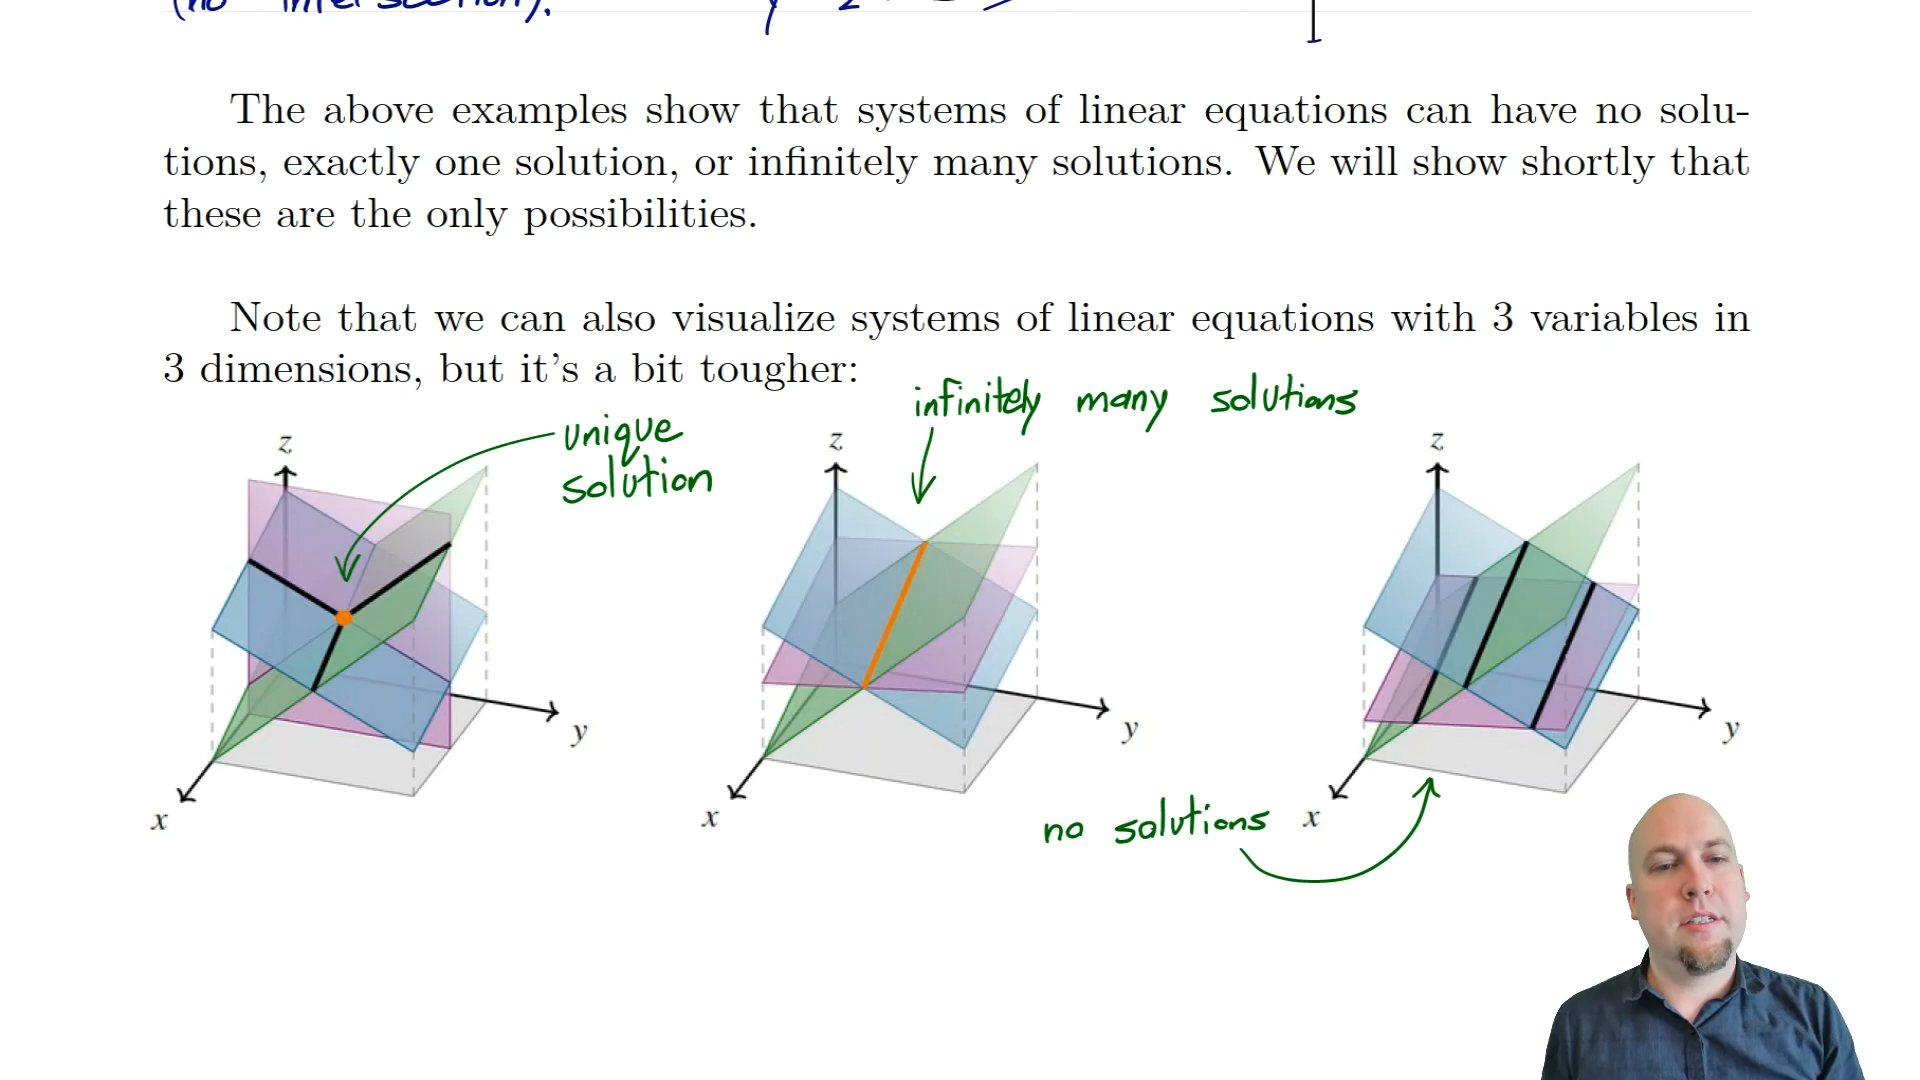 (no intersection).
The above examples show that systems of linear equations can have no solu-
tions, exactly one solution, or infinitely many solutions. We will show shortly that
these are the only possibilities.
Note that we can also visualize systems of linear equations with 3 variables in
3 dimensions, but it's a bit tougher:
infinitely many solutions
unique
solution
z
z
z
y
y
y
x
x
x
no solutions